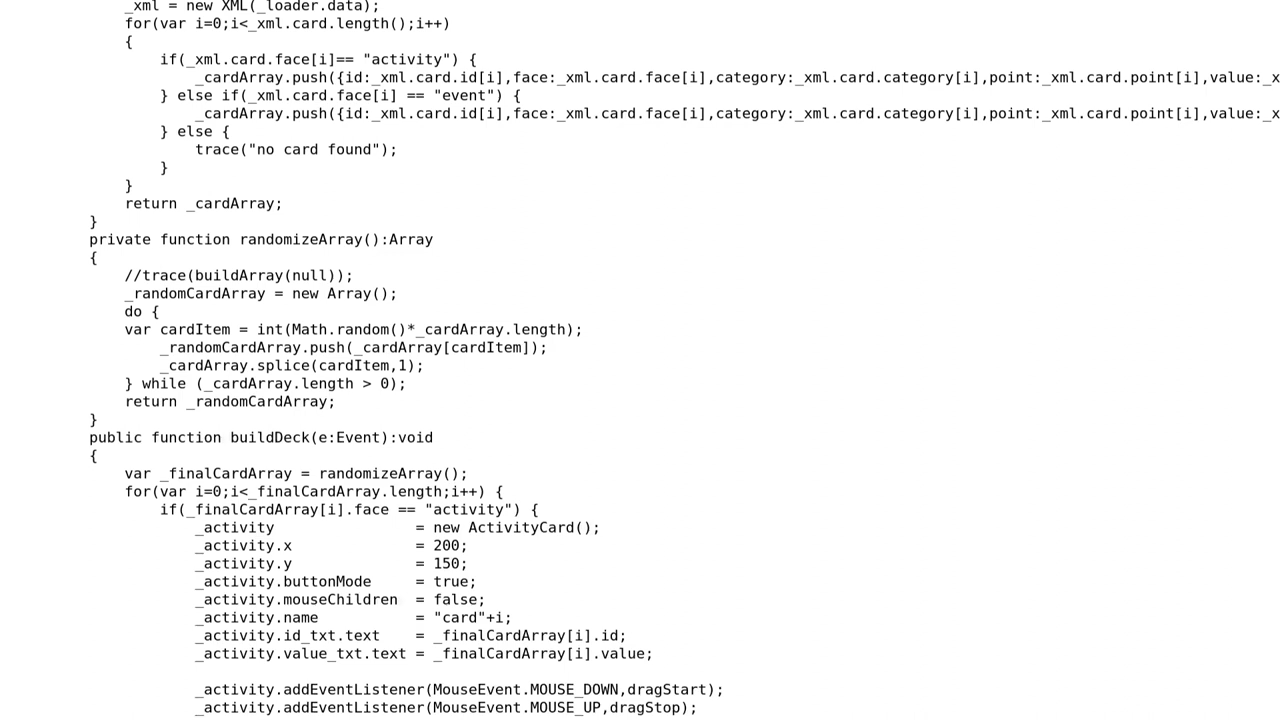 _xml = new XML(_loader.data);
for(var i=0;i<_xml.card.length();i++)
{
if(_xml.card.face[i]== "activity") {
_cardArray.push({id:_xml.card.id[i],face:_xml.card.face[i],category:_xml.card.category[i],point:_xml.card.point[i],value:_x
} else if(_xml.card.face[i] == "event") {
_cardArray.push({id:_xml.card.id[i],face:_xml.card.face[i],category:_xml.card.category[i],point:_xml.card.point[i],value:_x
} else {
trace("no card found");
}
}
return _cardArray;
}
private function randomizeArray():Array
{
//trace(buildArray(null));
_randomCardArray = new Array();
do {
var cardItem = int(Math.random()*_cardArray.length);
_randomCardArray.push(_cardArray[cardItem]);
_cardArray.splice(cardItem,1);
} while (_cardArray.length > 0);
return _randomCardArray;
}
public function buildDeck(e:Event):void
{
var _finalCardArray = randomizeArray();
for(var i=0;i<_finalCardArray.length;i++) {
if(_finalCardArray[i].face == "activity") {
_activity = new ActivityCard();
_activity.x = 200;
_activity.y = 150;
_activity.buttonMode = true;
_activity.mouseChildren = false;
_activity.name = "card"+i;
_activity.id_txt.text = _finalCardArray[i].id;
_activity.value_txt.text = _finalCardArray[i].value;
_activity.addEventListener(MouseEvent.MOUSE_DOWN,dragStart);
_activity.addEventListener(MouseEvent.MOUSE_UP,dragStop);